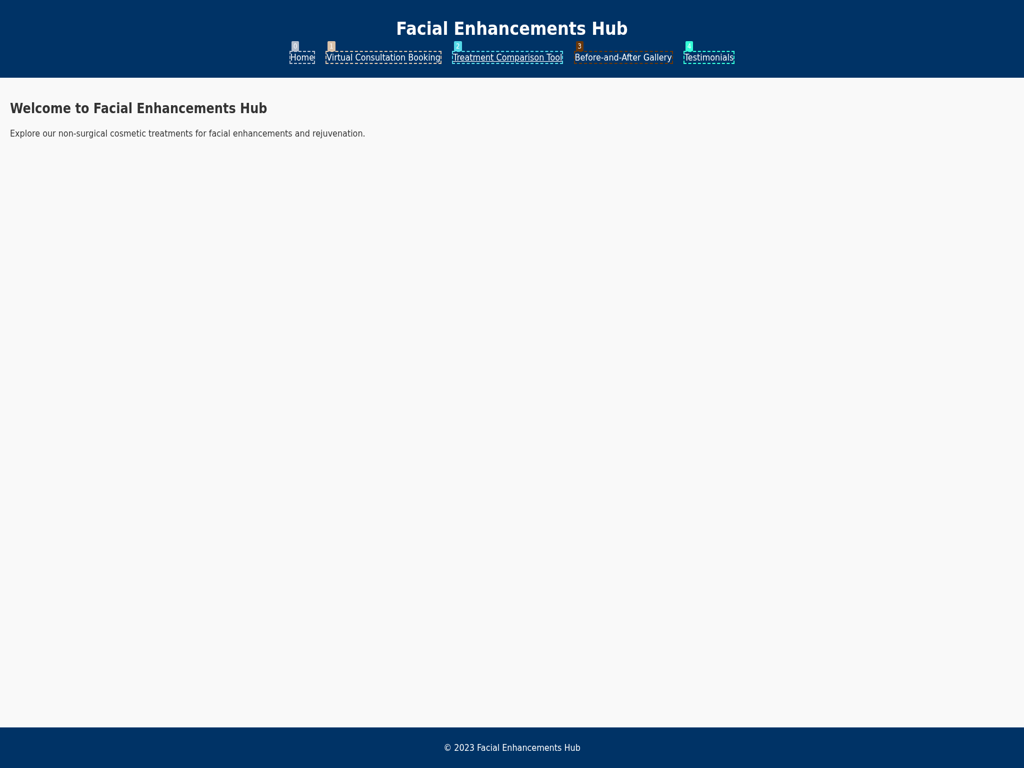 Facial Enhancements Hub
0 1 2 3 4
Home Virtual Consultation Booking Treatment Comparison Tool Before-and-After Gallery Testimonials
Welcome to Facial Enhancements Hub
Explore our non-surgical cosmetic treatments for facial enhancements and rejuvenation.
© 2023 Facial Enhancements Hub